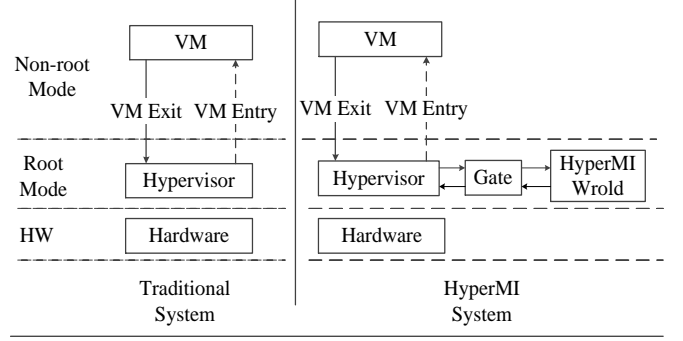 VM
Non-root
Mode
VM Exit VM Entry
Root
Mode
Hypervisor
HW
Hardware
Traditional
System
VM
VM Exit VM Entry
Hypervisor
Gate
HyperMI
Wrold
Hardware
HyperMI
System